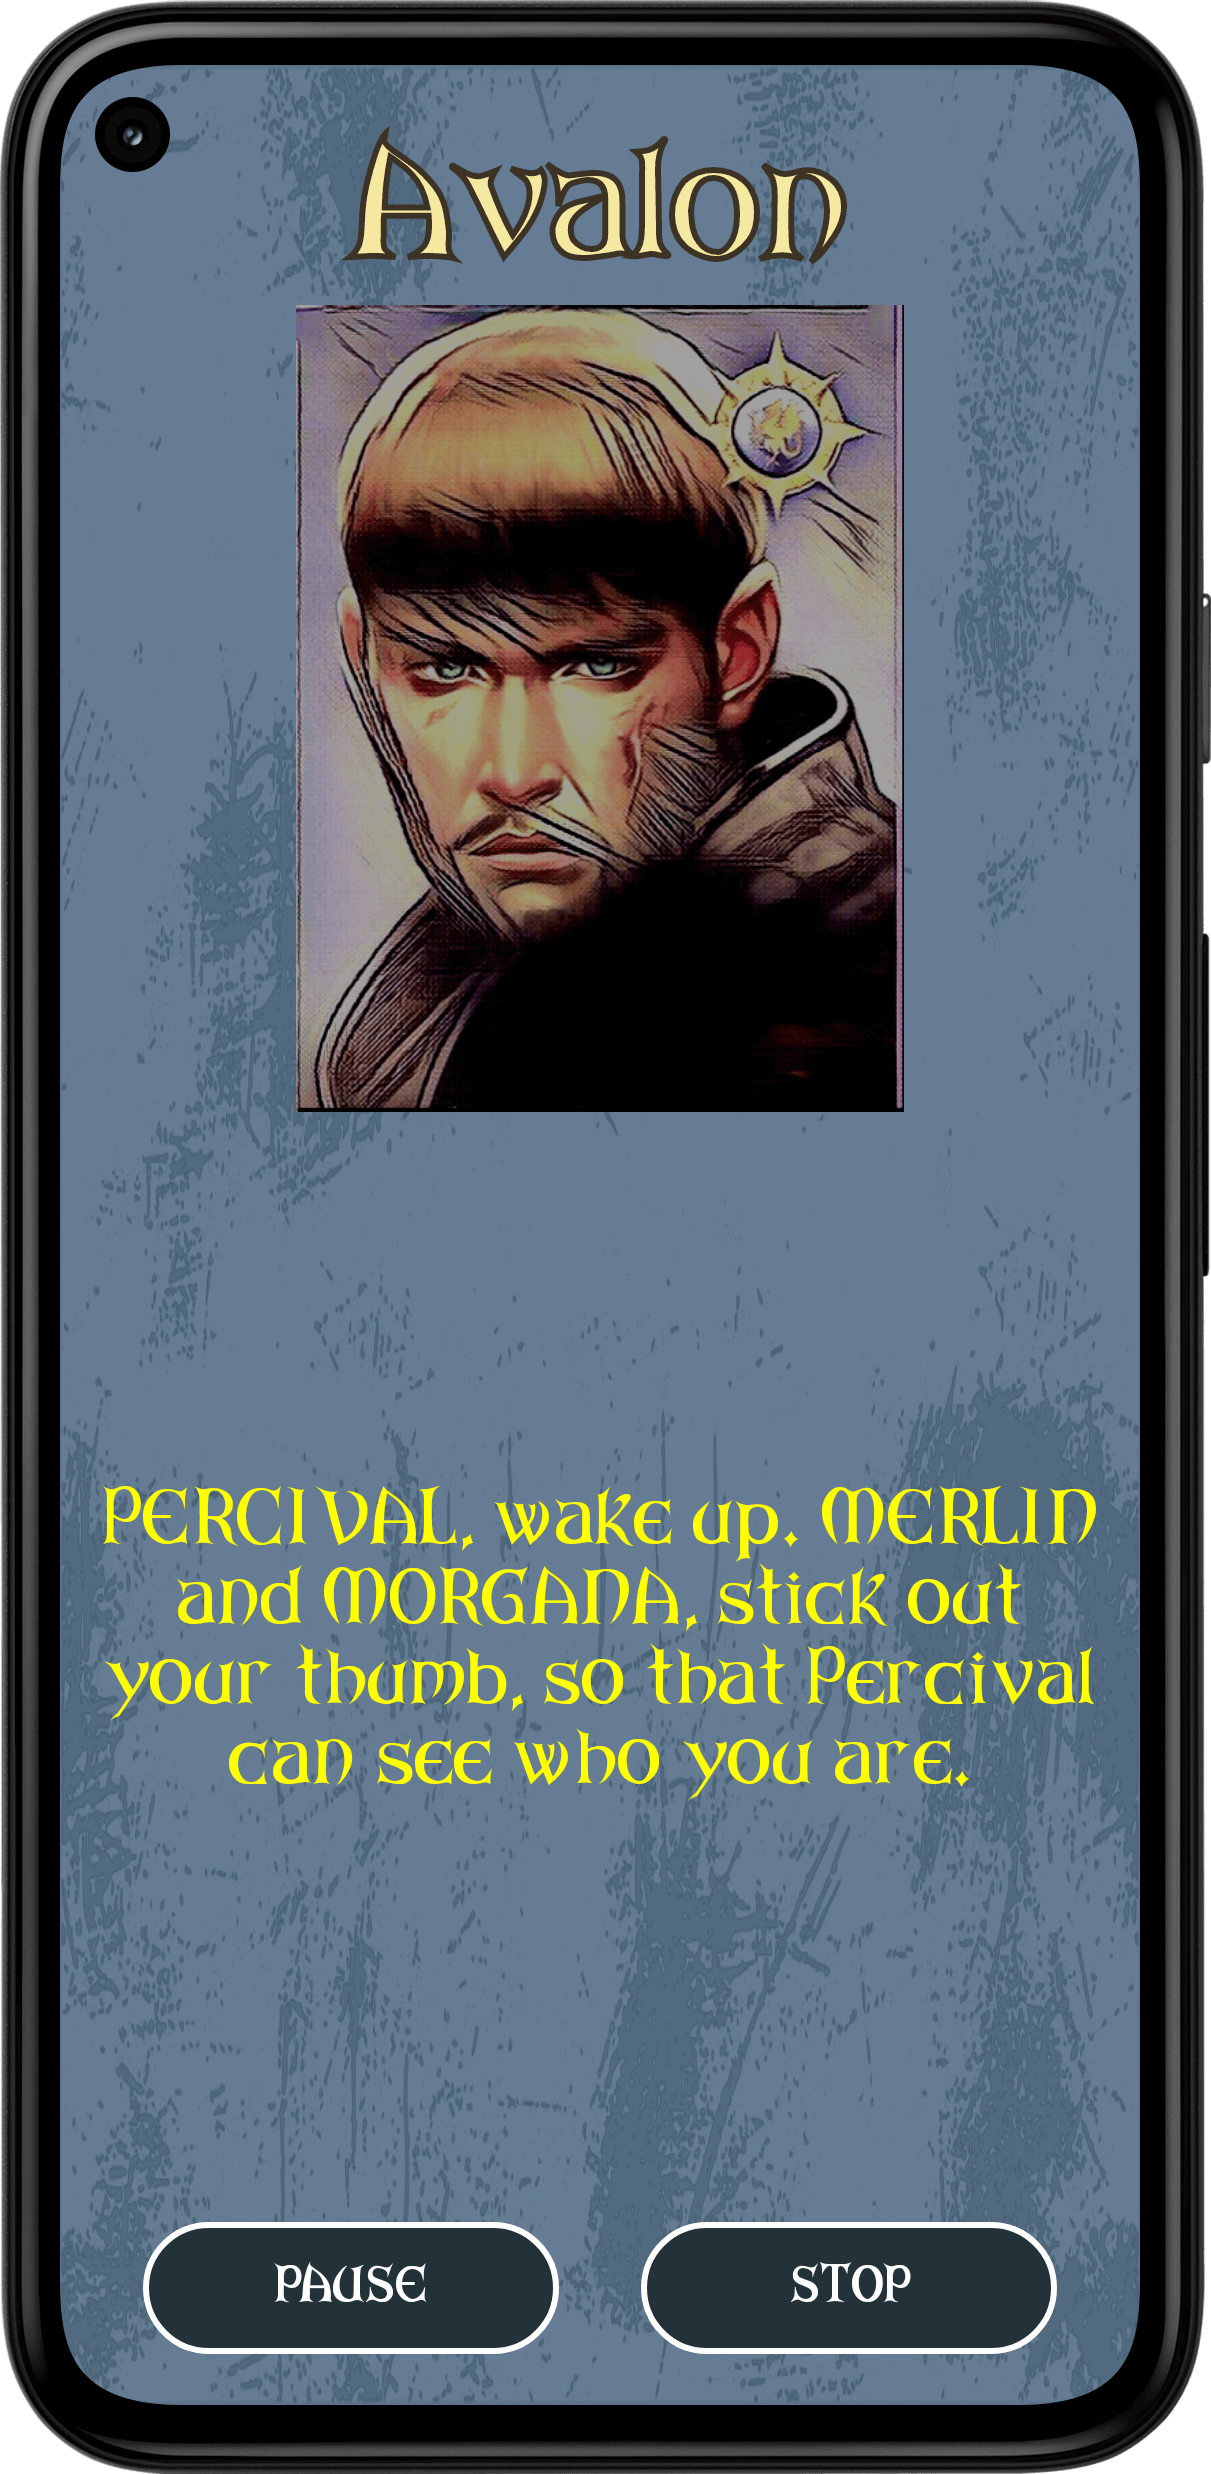 Avalon
PERCIVAL, wake up. MERLIN
and MORGANA, stick out
your thumb, so that Percival
can see who you are.
PAUSE
STOP